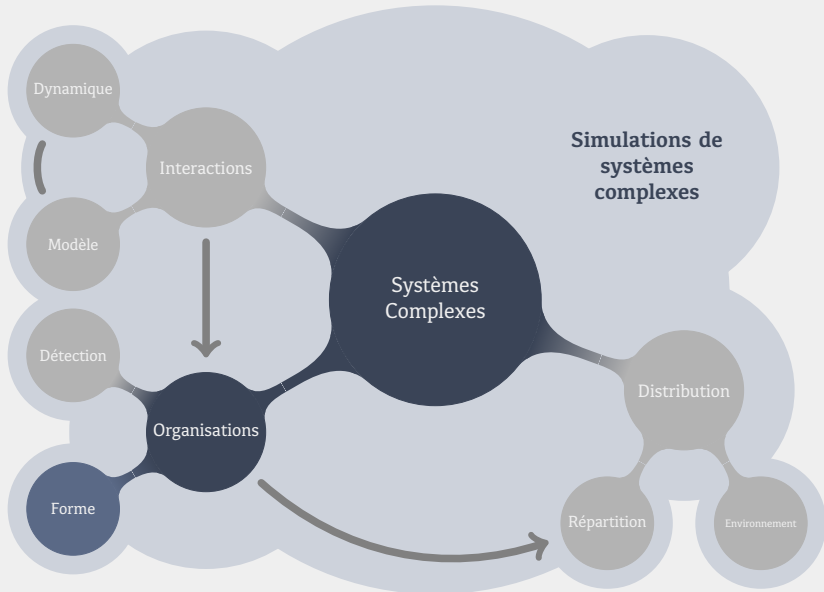 Dynamique
Simulations de
systèmes
complexes
Interactions
Modèle
Systèmes
Complexes
Détection
Distribution
Organisations
Forme
Répartition
Environnement